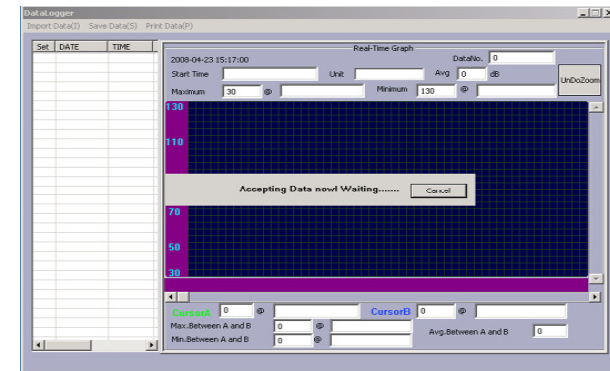 DataLogger
Import Data(I) Save Data(S) Print Data(P)
Set DATE TIME
Real-Time Graph
2008-04-23 15:17:00 DataNo. 0
Start Time Unit Avg 0 dB
UnDoZoom
Maximum 30 @ Minimum 130 @
130
110
Accepting Data now! Waiting....... Cancel
70
50
30
CursorA 0 @ CursorB 0 @
Max.Between A and B 0 @
Avg.Between A and B 0
Min.Between A and B 0 @